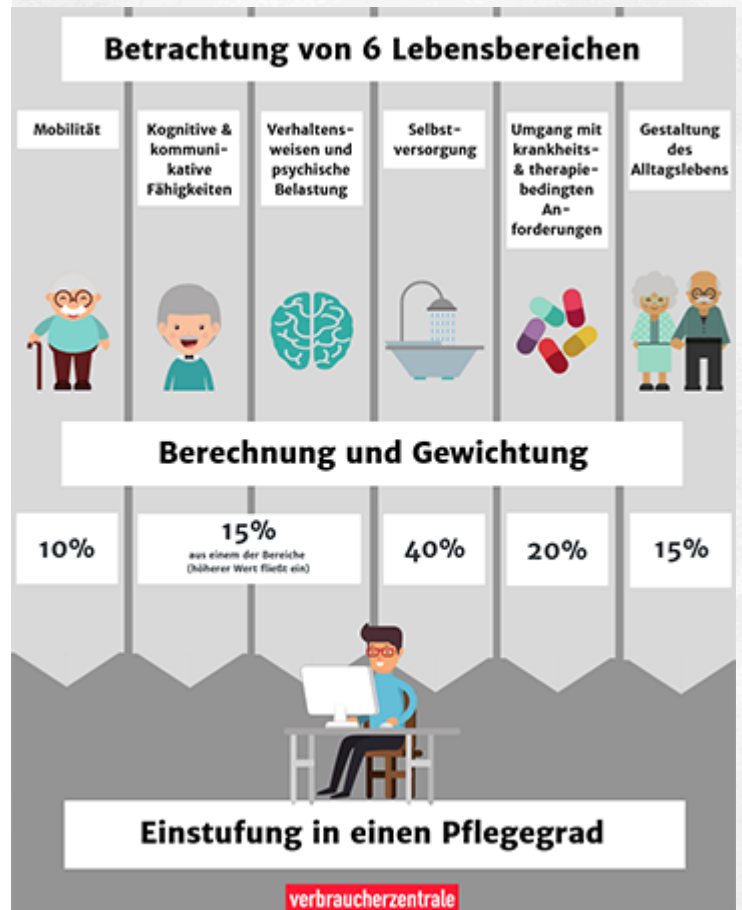 Betrachtung von 6 Lebensbereichen
Mobilität
Kognitive &
kommuni-
kative
Fähigkeiten
Verhaltens-
weisen und
psychische
Belastung
Selbst-
versorgung
Umgang mit
krankheits-
& therapie-
bedingten
An-
forderungen
Gestaltung
des
Alltagslebens
Berechnung und Gewichtung
10%
15%
aus einem der Bereiche
(höherer Wert fließt ein)
40%
20%
15%
Einstufung in einen Pflegegrad
verbraucherzentrale